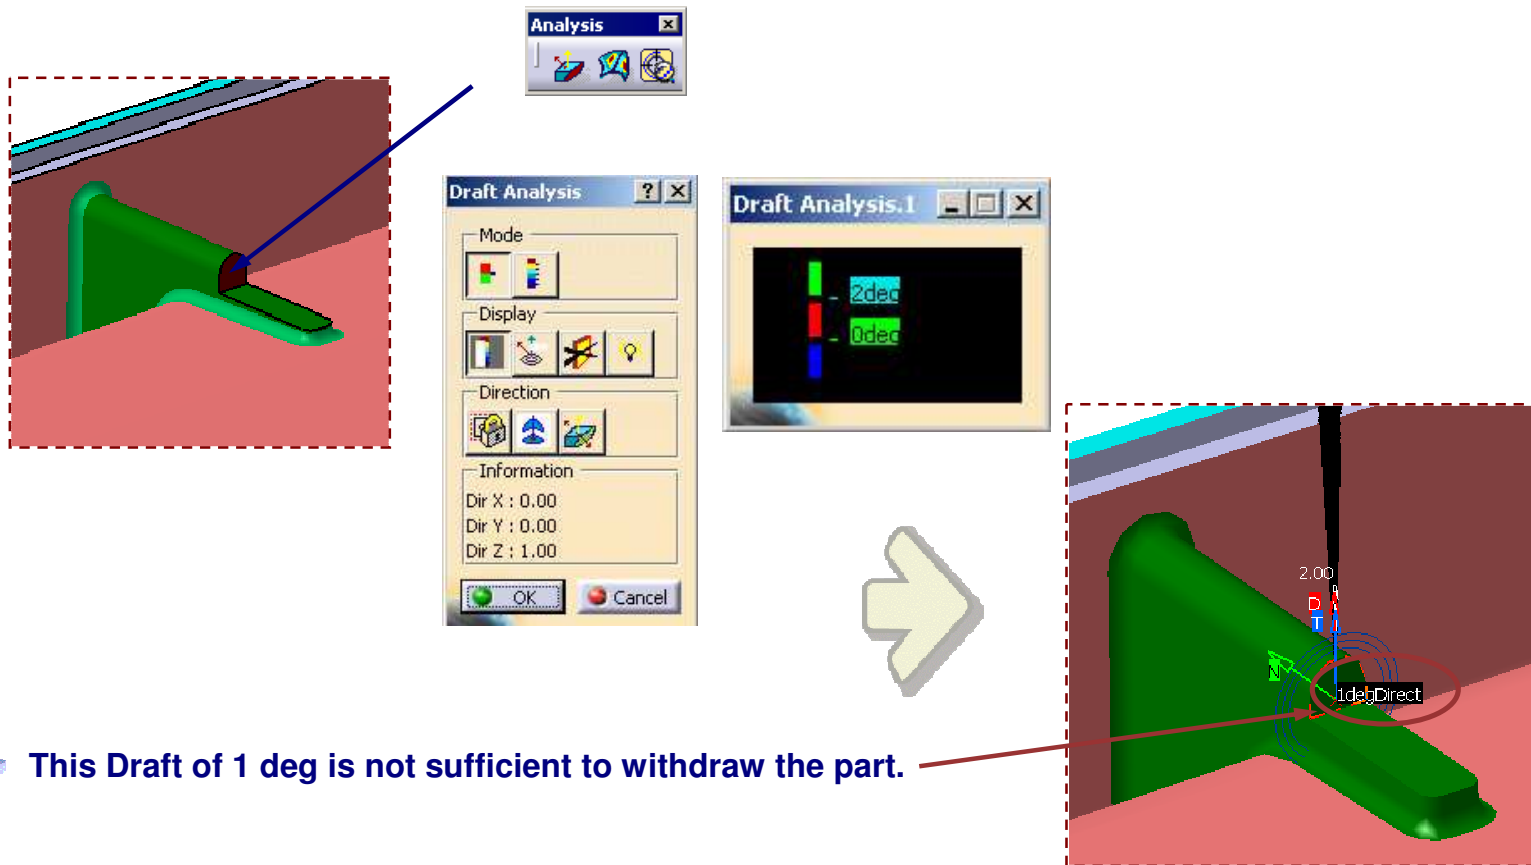 Analysis
Draft Analysis
Mode
Display
Direction
Information
Dir X : 0.00
Dir Y : 0.00
Dir Z : 1.00
OK
Cancel
Draft Analysis.1
2deg
0deg
2.00
D
T
N
1degDirect
This Draft of 1 deg is not sufficient to withdraw the part.